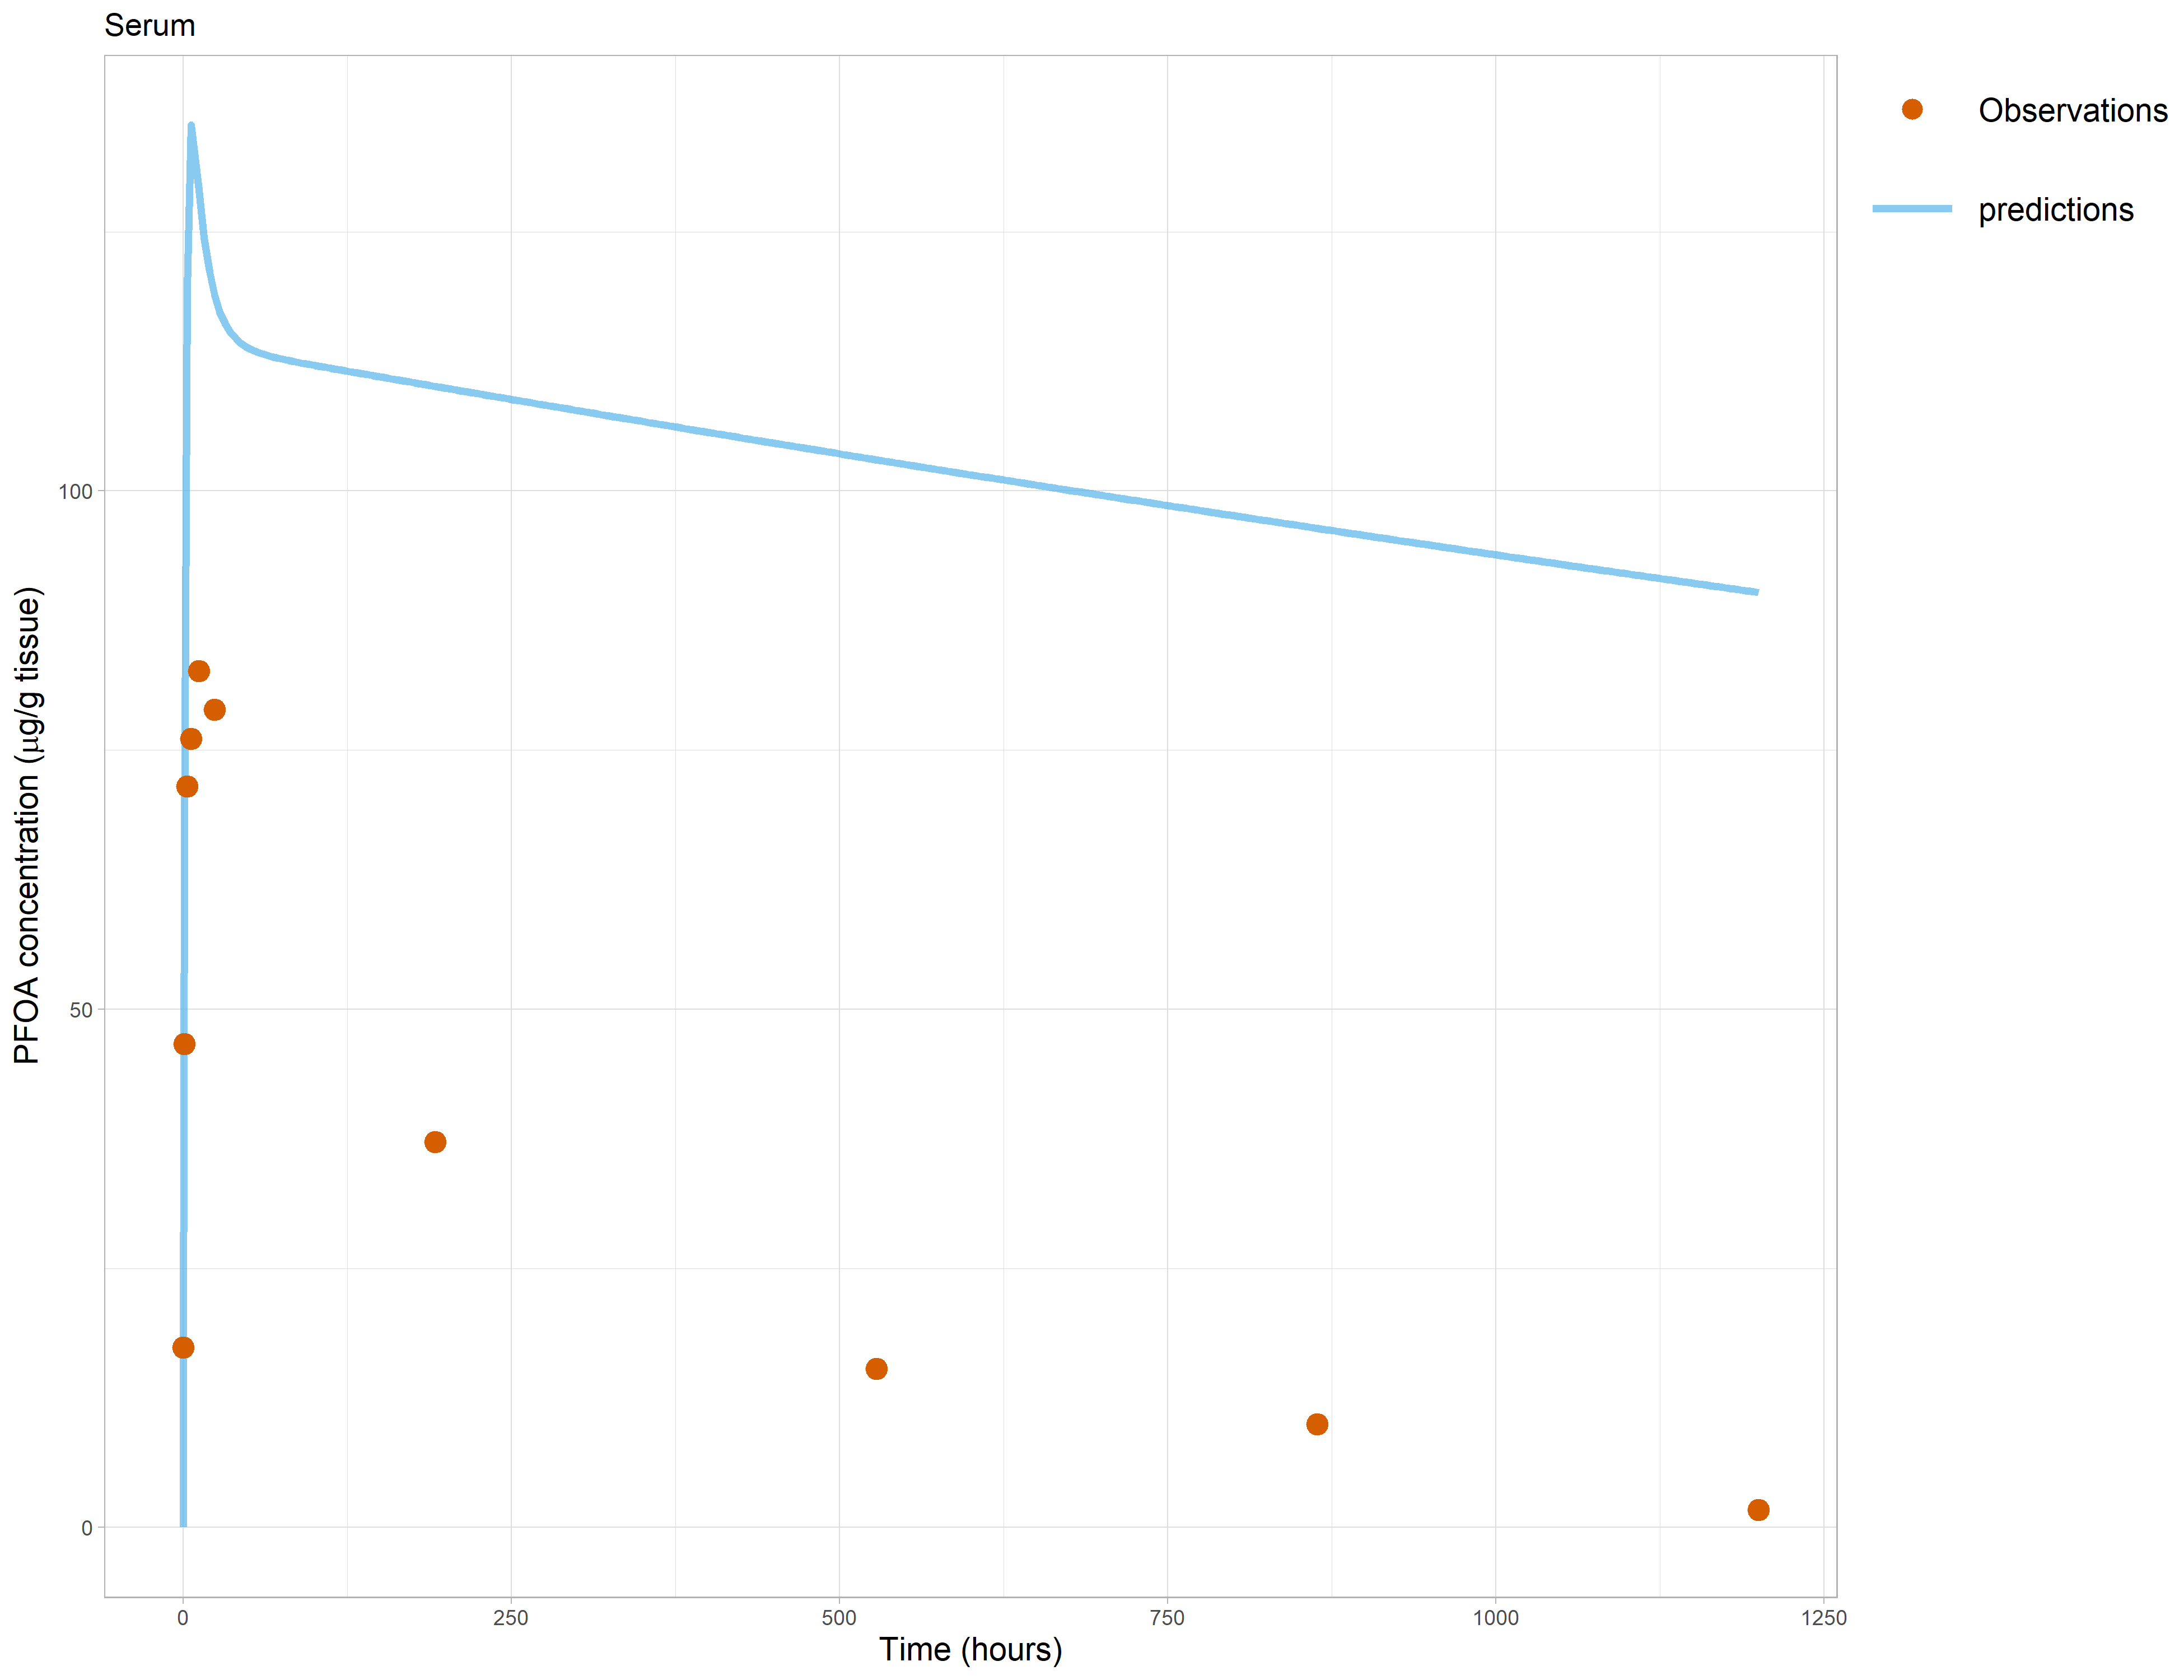 Serum
Observations
predictions
PFOA concentration (μg/g tissue)
100
50
0
0 250 500 750 1000 1250
Time (hours)